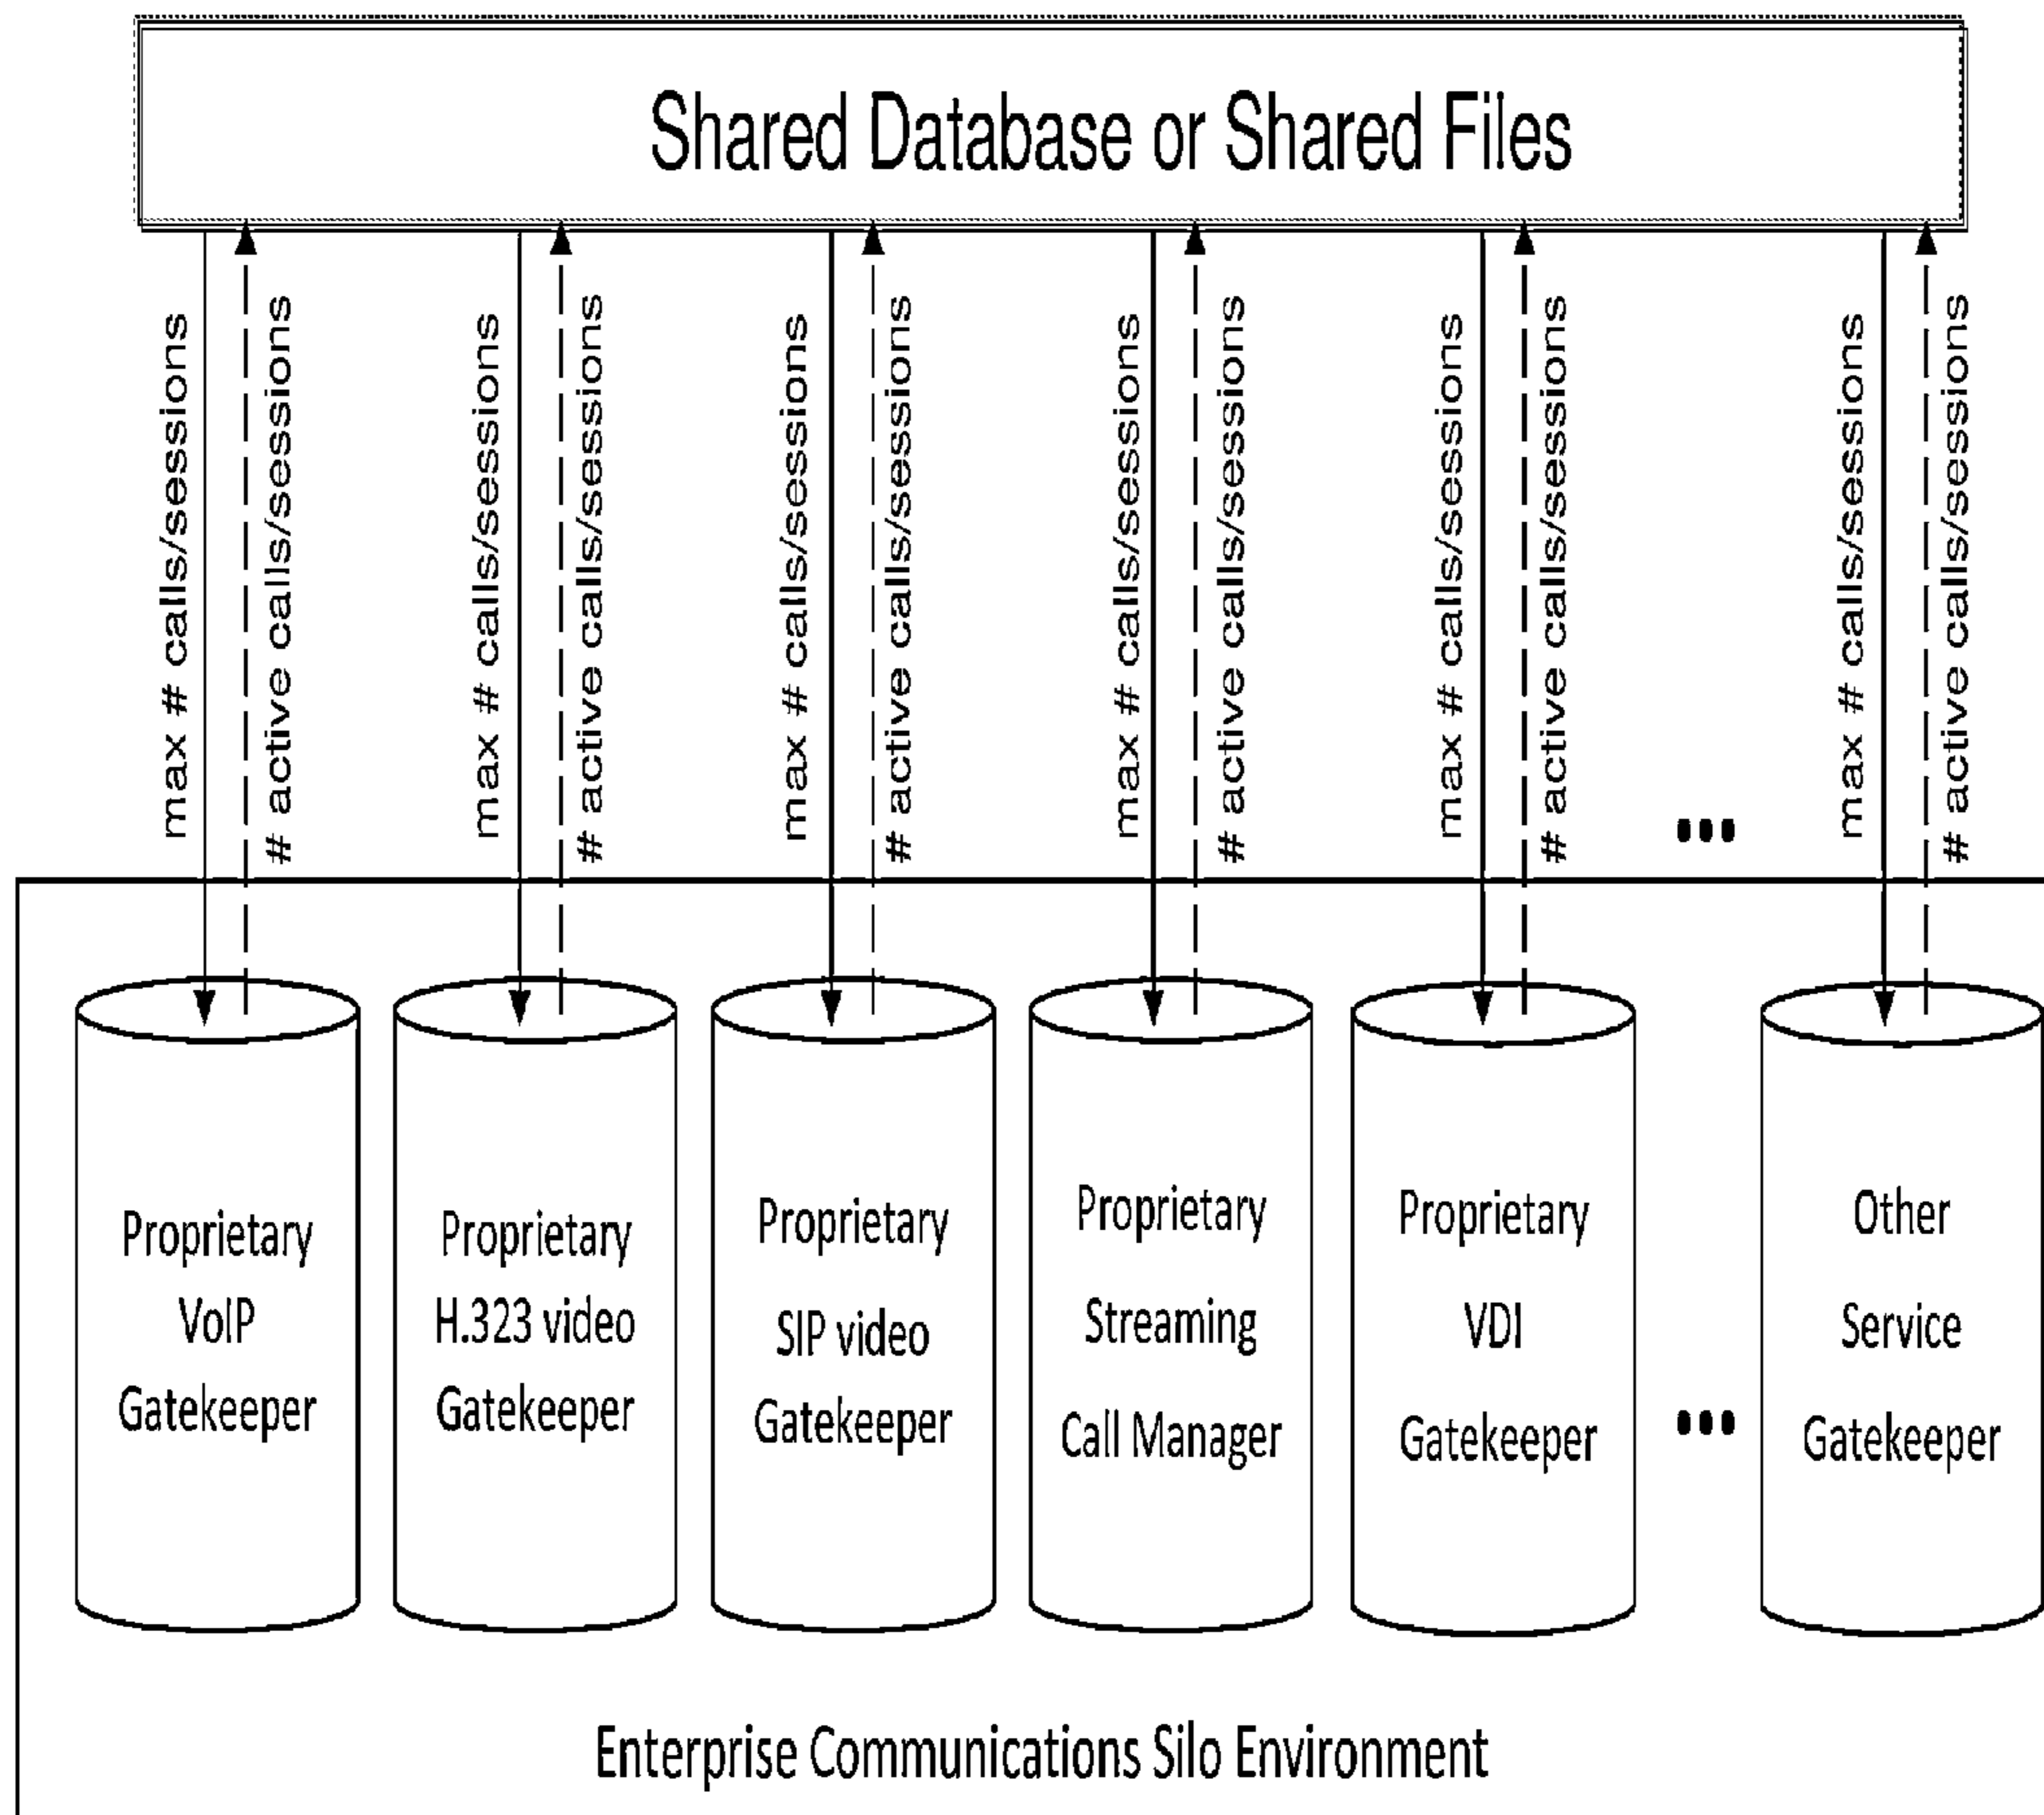 Shared Database or Shared Files
max # calls/sessions
# active calls/sessions
max # calls/sessions
# active calls/sessions
max # calls/sessions
# active calls/sessions
max # calls/sessions
# active calls/sessions
max # calls/sessions
# active calls/sessions
...
max # calls/sessions
# active calls/sessions
Proprietary
VoIP
Gatekeeper
Proprietary
H.323 video
Gatekeeper
Proprietary
SIP video
Gatekeeper
Proprietary
Streaming
Call Manager
Proprietary
VDI
Gatekeeper
...
Other
Service
Gatekeeper
Enterprise Communications Silo Environment